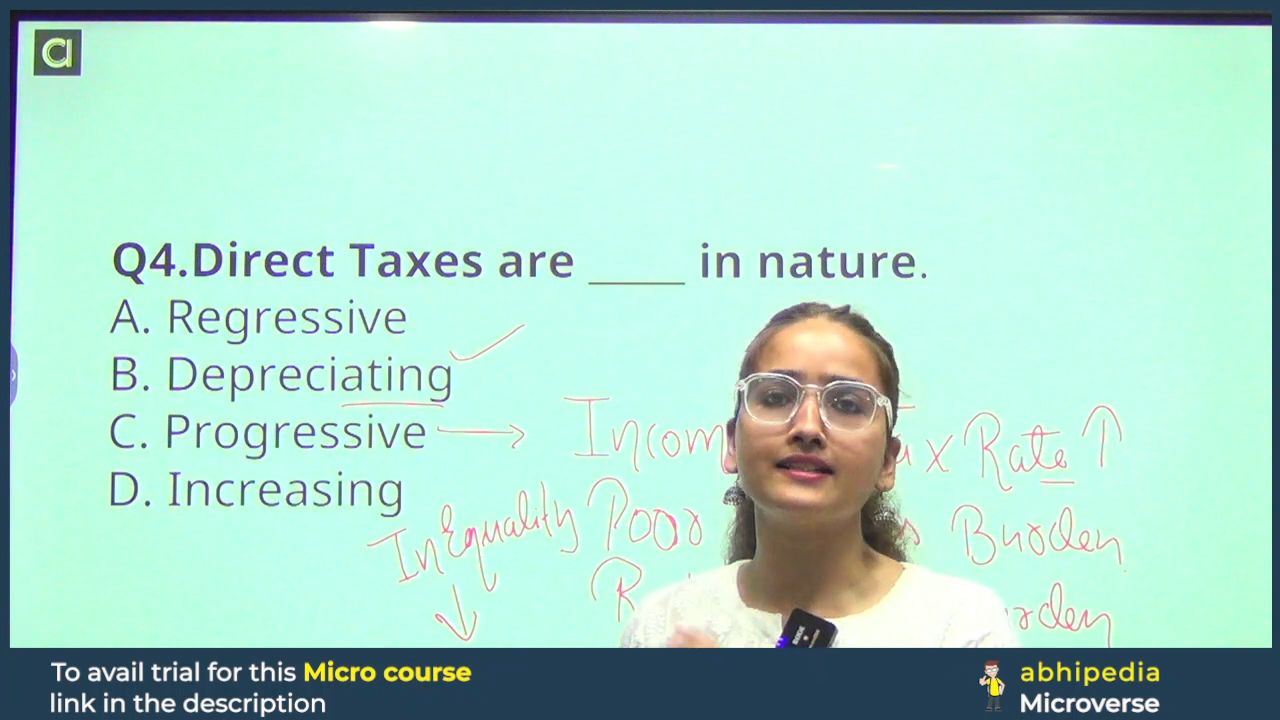 a
Q4.Direct Taxes are _____ in nature.
A. Regressive
B. Depreciating
C. Progressive
D. Increasing
Rate ↑
InEquality Poor Burden
To avail trial for this Micro course
link in the description
abhipedia
Microverse